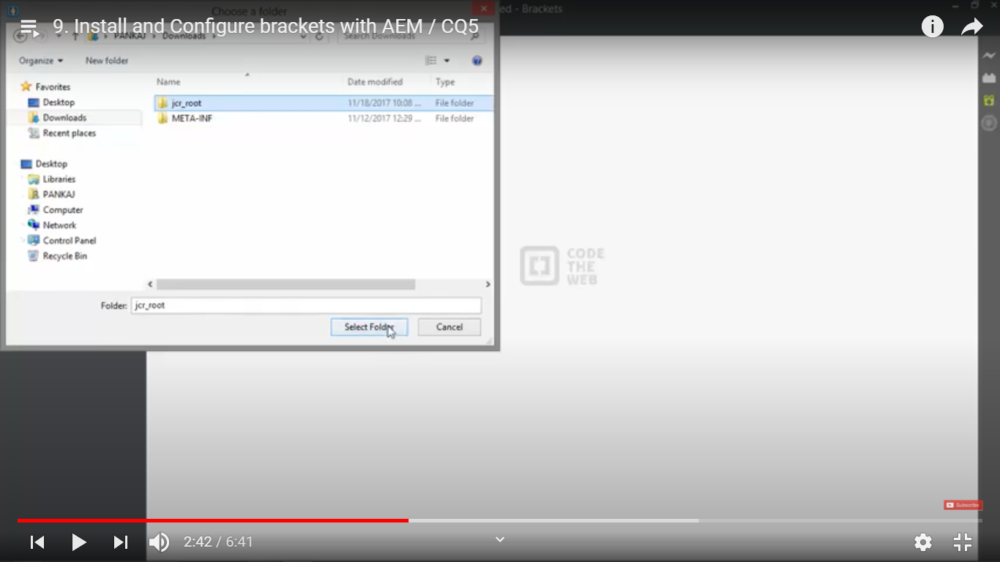 Choose a folder
ed - Brackets
9. Install and Configure brackets with AEM / CQ5
PANKAJ Downloads
Search Downloads
Organize New folder
Name Date modified Type
Favorites
Desktop
Downloads
Recent places
Desktop
Libraries
PANKAJ
Computer
Network
Control Panel
Recycle Bin
jcr_root 11/18/2017 10:08 ... File folder
META-INF 11/12/2017 12:29 ... File folder
Folder: jcr_root
Select Folder Cancel
CODE
THE
WEB
Subscribe
2:42 / 6:41